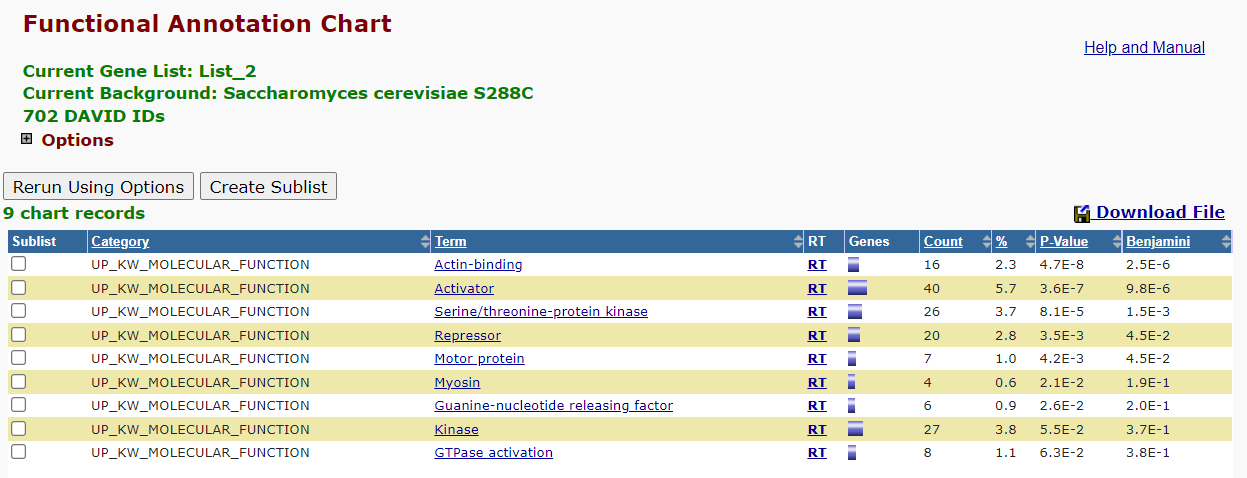 Functional Annotation Chart
Help and Manual
Current Gene List: List_2
Current Background: Saccharomyces cerevisiae S288C
702 DAVID IDs
Options
Rerun Using Options Create Sublist
9 chart records Download File
Sublist Category Term RT Genes Count % P-Value Benjamini
UP_KW_MOLECULAR_FUNCTION Actin-binding RT 16 2.3 4.7E-8 2.5E-6
UP_KW_MOLECULAR_FUNCTION Activator RT 40 5.7 3.6E-7 9.8E-6
UP_KW_MOLECULAR_FUNCTION Serine/threonine-protein kinase RT 26 3.7 8.1E-5 1.5E-3
UP_KW_MOLECULAR_FUNCTION Repressor RT 20 2.8 3.5E-3 4.5E-2
UP_KW_MOLECULAR_FUNCTION Motor protein RT 7 1.0 4.2E-3 4.5E-2
UP_KW_MOLECULAR_FUNCTION Myosin RT 4 0.6 2.1E-2 1.9E-1
UP_KW_MOLECULAR_FUNCTION Guanine-nucleotide releasing factor RT 6 0.9 2.6E-2 2.0E-1
UP_KW_MOLECULAR_FUNCTION Kinase RT 27 3.8 5.5E-2 3.7E-1
UP_KW_MOLECULAR_FUNCTION GTPase activation RT 8 1.1 6.3E-2 3.8E-1